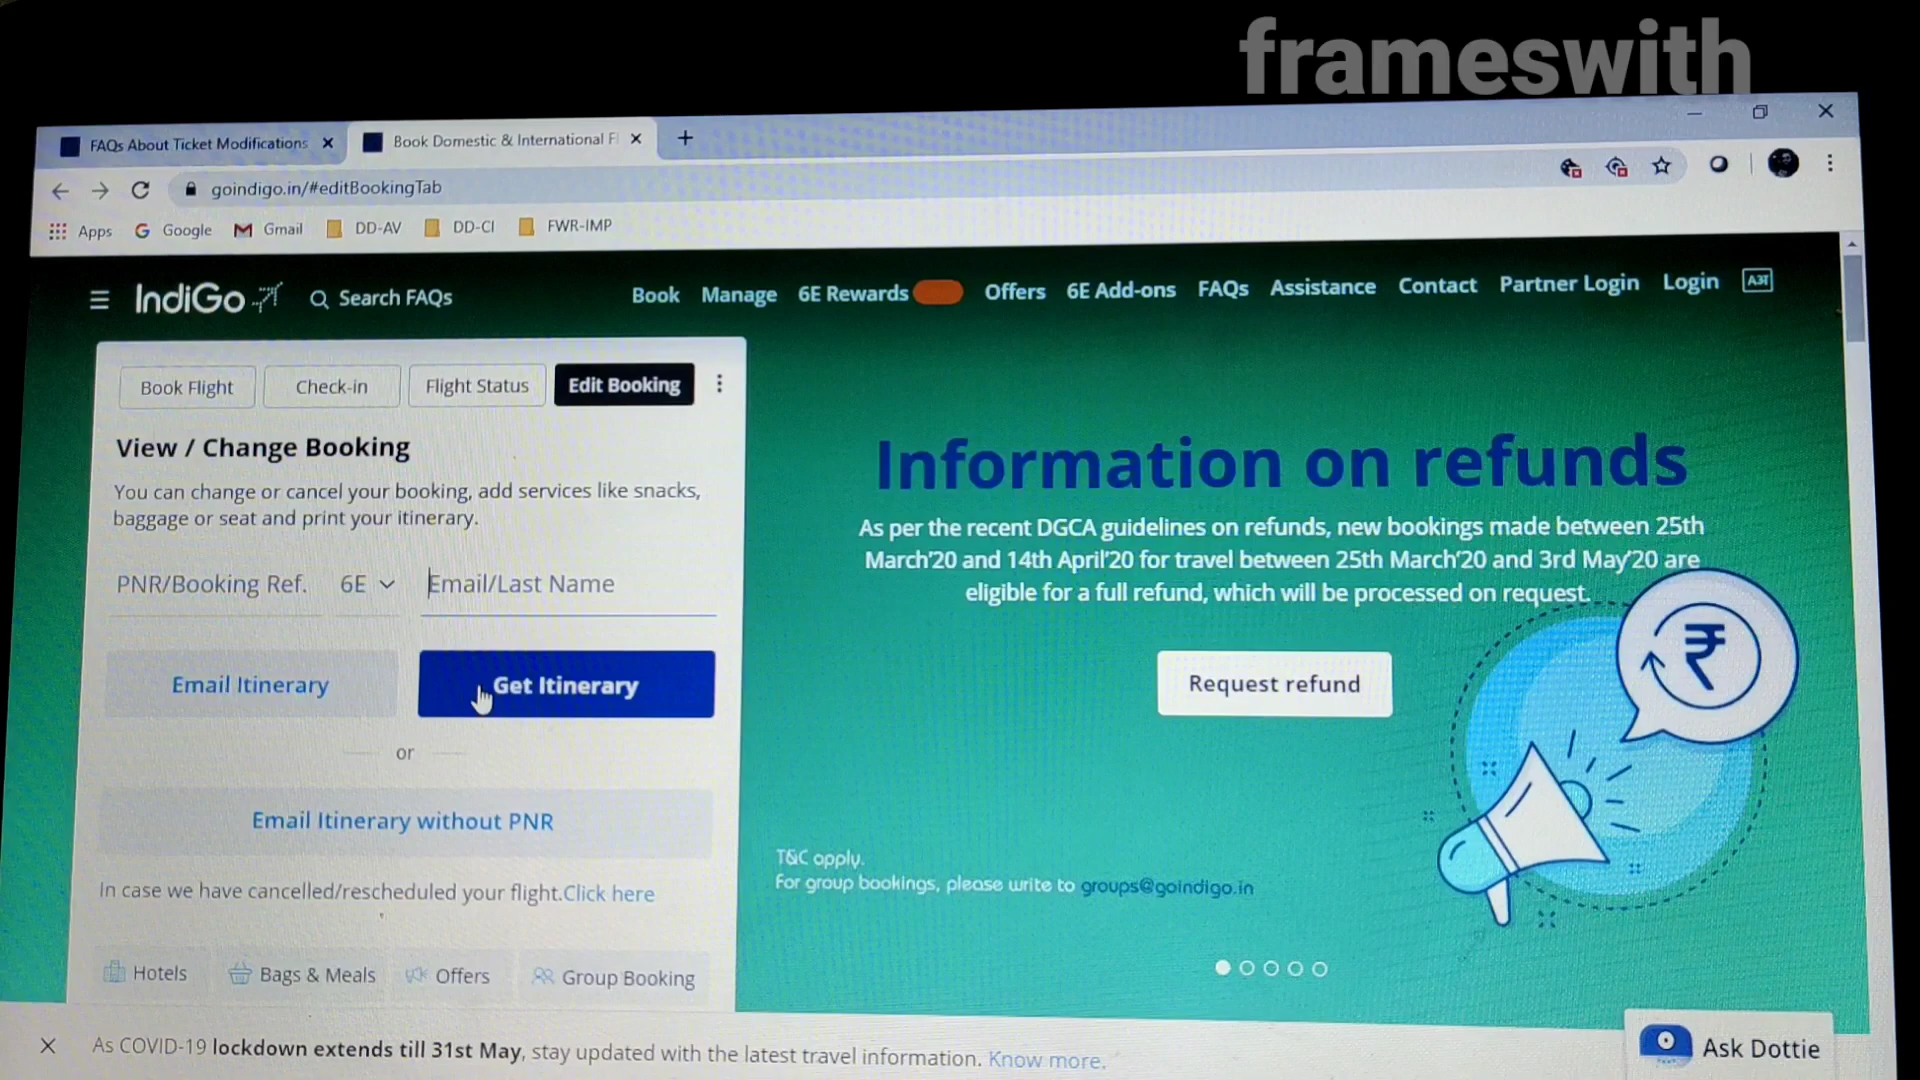 frameswith
FAQs About Ticket Modifications
Book Domestic & International Fl
goindigo.in/#editBookingTab
Apps
Google
Gmail
DD-AV
DD-CI
FWR-IMP
IndiGo
Search FAQs
Book
Manage
6E Rewards
Offers
6E Add-ons
FAQs
Assistance
Contact
Partner Login
Login
Book Flight
Check-in
Flight Status
Edit Booking
View / Change Booking
You can change or cancel your booking, add services like snacks,
baggage or seat and print your itinerary.
PNR/Booking Ref.
6E
Email/Last Name
Email Itinerary
Get Itinerary
or
Email Itinerary without PNR
In case we have cancelled/rescheduled your flight.Click here
Hotels
Bags & Meals
Offers
Group Booking
Information on refunds
As per the recent DGCA guidelines on refunds, new bookings made between 25th
March'20 and 14th April'20 for travel between 25th March'20 and 3rd May'20 are
eligible for a full refund, which will be processed on request.
Request refund
₹
T&C apply.
For group bookings, please write to groups@goindigo.in
As COVID-19 lockdown extends till 31st May, stay updated with the latest travel information. Know more.
Ask Dottie